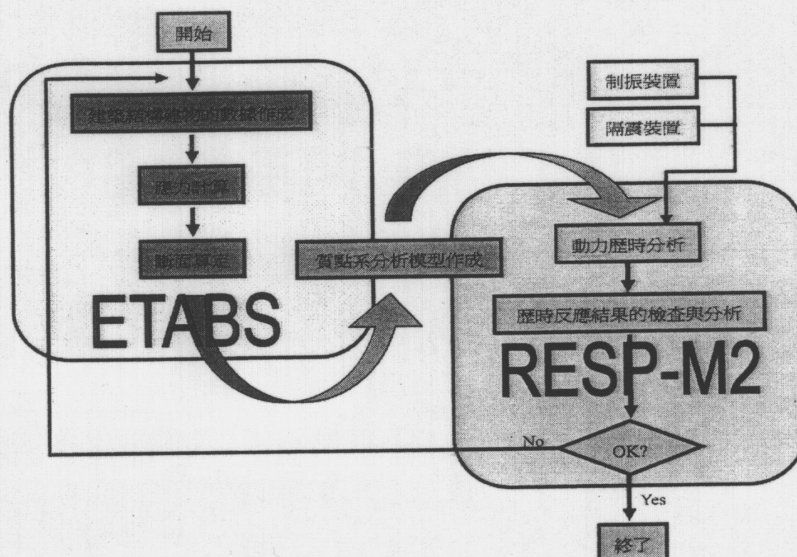 開始
建築結構建物的數據作成
應力計算
斷面算定
ETABS
質點系分析模型作成
制振裝置
隔震裝置
動力歷時分析
歷時反應結果的檢查與分析
RESP-M2
No
OK?
Yes
終了